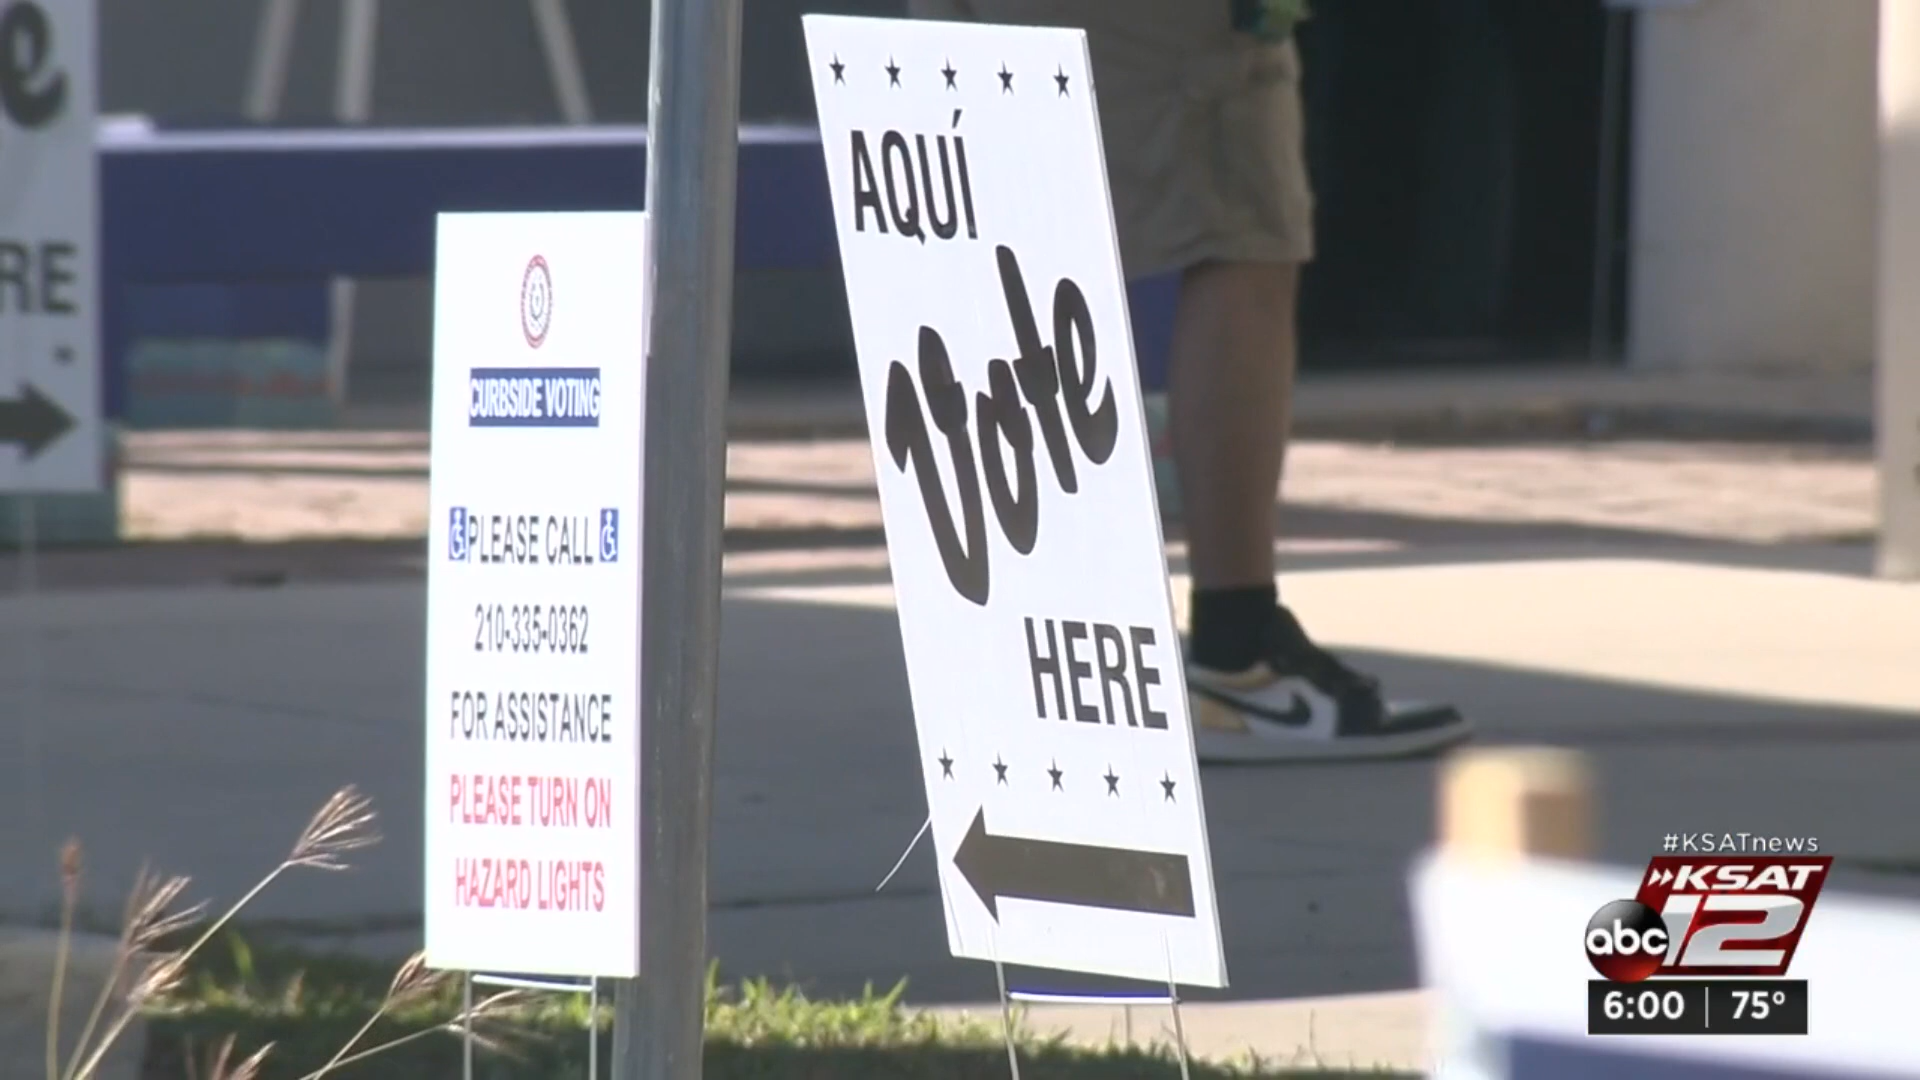 e
RE
CURBSIDE VOTING
PLEASE CALL
210-335-0362
FOR ASSISTANCE
PLEASE TURN ON
HAZARD LIGHTS
AQUÍ
Vote
HERE
#KSATnews
KSAT
abc 12
6:00 | 75°